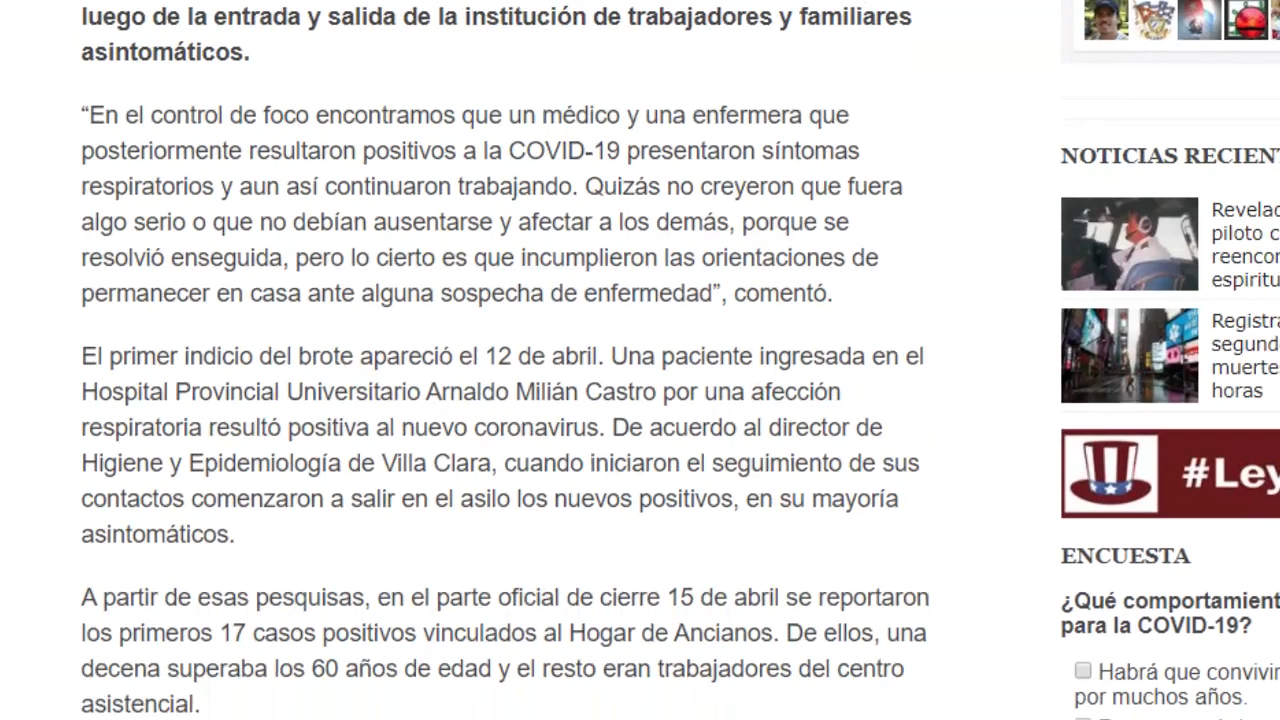 luego de la entrada y salida de la institución de trabajadores y familiares
asintomáticos.
“En el control de foco encontramos que un médico y una enfermera que
posteriormente resultaron positivos a la COVID-19 presentaron síntomas
respiratorios y aun así continuaron trabajando. Quizás no creyeron que fuera
algo serio o que no debían ausentarse y afectar a los demás, porque se
resolvió enseguida, pero lo cierto es que incumplieron las orientaciones de
permanecer en casa ante alguna sospecha de enfermedad”, comentó.
El primer indicio del brote apareció el 12 de abril. Una paciente ingresada en el
Hospital Provincial Universitario Arnaldo Milián Castro por una afección
respiratoria resultó positiva al nuevo coronavirus. De acuerdo al director de
Higiene y Epidemiología de Villa Clara, cuando iniciaron el seguimiento de sus
contactos comenzaron a salir en el asilo los nuevos positivos, en su mayoría
asintomáticos.
A partir de esas pesquisas, en el parte oficial de cierre 15 de abril se reportaron
los primeros 17 casos positivos vinculados al Hogar de Ancianos. De ellos, una
decena superaba los 60 años de edad y el resto eran trabajadores del centro
asistencial.
NOTICIAS RECIENT
Revelac
piloto c
reencor
espiritu
Registra
segund
muertes
horas
#Ley
ENCUESTA
¿Qué comportamient
para la COVID-19?
Habrá que convivir
por muchos años.